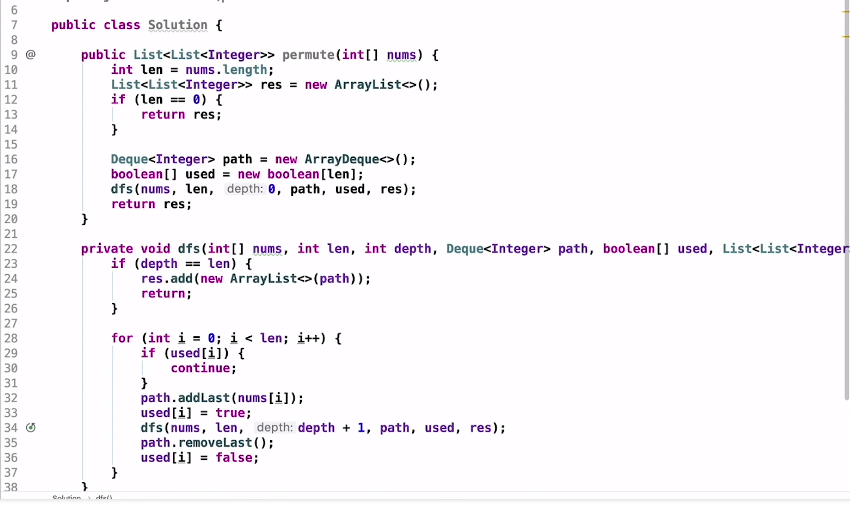 6
7 public class Solution {
8
9 @ public List<List<Integer>> permute(int[] nums) {
10 int len = nums.length;
11 List<List<Integer>> res = new ArrayList<>();
12 if (len == 0) {
13 return res;
14 }
15
16 Deque<Integer> path = new ArrayDeque<>();
17 boolean[] used = new boolean[len];
18 dfs(nums, len, depth: 0, path, used, res);
19 return res;
20 }
21
22 private void dfs(int[] nums, int len, int depth, Deque<Integer> path, boolean[] used, List<List<Integer
23 if (depth == len) {
24 res.add(new ArrayList<>(path));
25 return;
26 }
27
28 for (int i = 0; i < len; i++) {
29 if (used[i]) {
30 continue;
31 }
32 path.addLast(nums[i]);
33 used[i] = true;
34 dfs(nums, len, depth: depth + 1, path, used, res);
35 path.removeLast();
36 used[i] = false;
37 }
38 }
Solution > dfs()